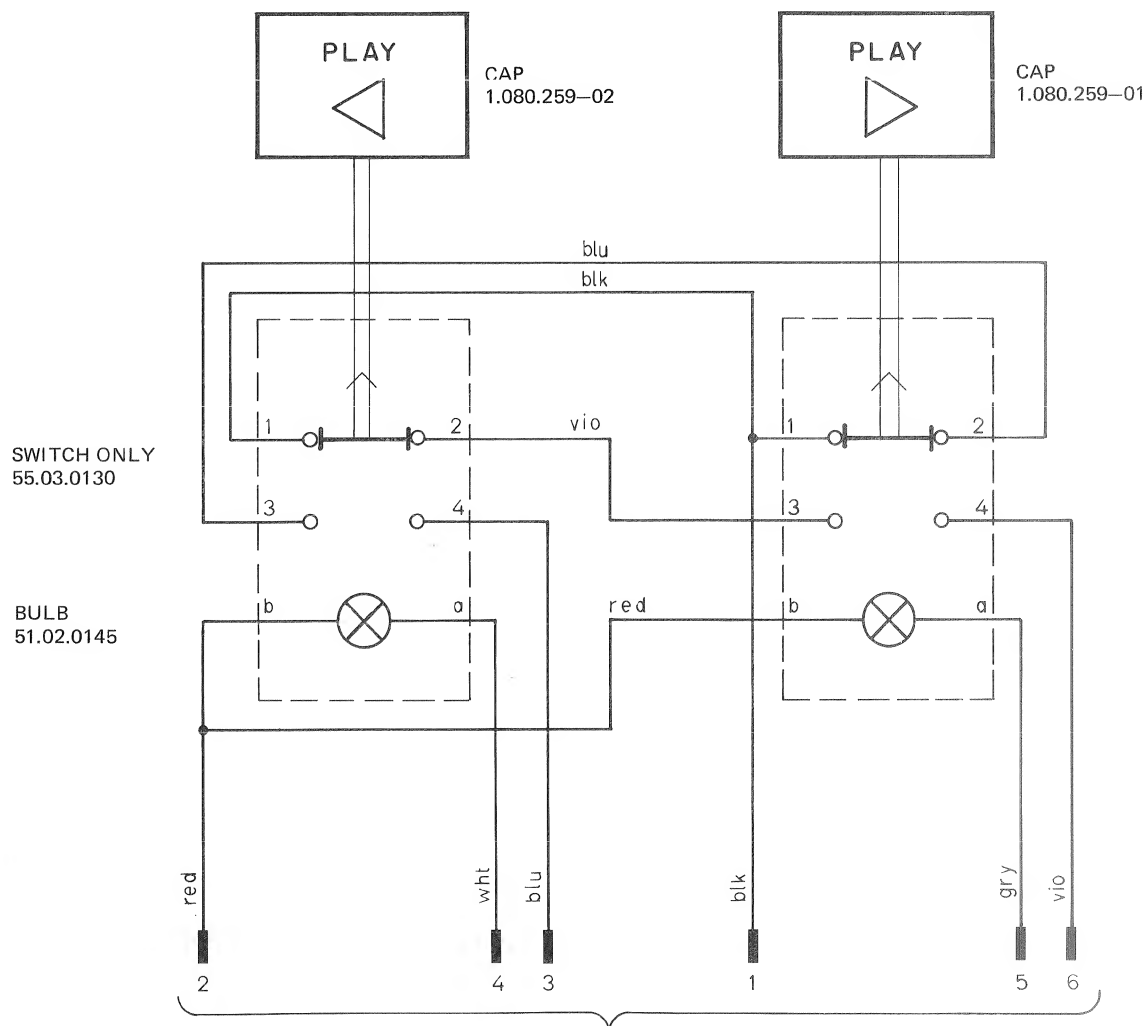 PLAY
CAP
1.080.259—02
PLAY
CAP
1.080.259—01
blu
blk
1
2
vio
1
2
SWITCH ONLY
55.03.0130
3
4
3
4
BULB
51.02.0145
b
a
red
b
a
red
wht
blu
blk
gry
vio
2
4
3
1
5
6